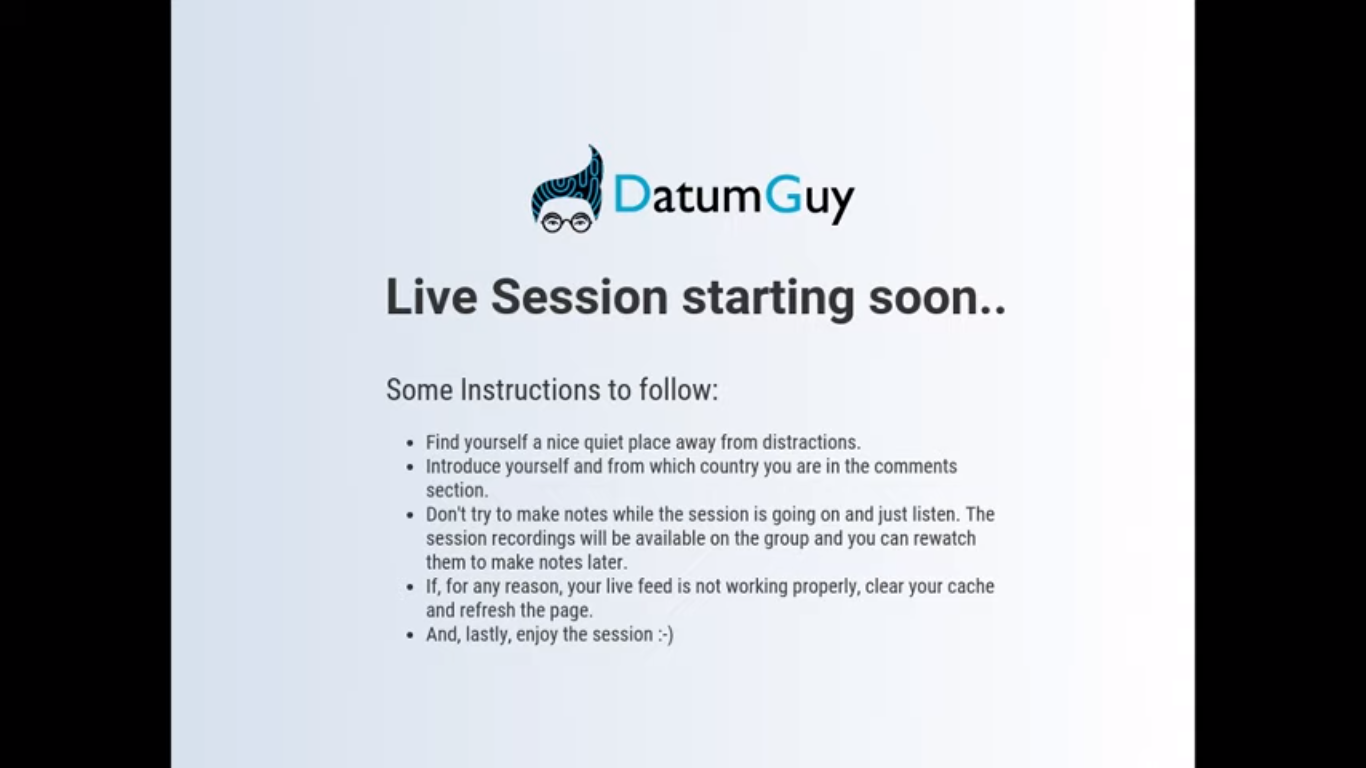 DatumGuy
Live Session starting soon..
Some Instructions to follow:
• Find yourself a nice quiet place away from distractions.
• Introduce yourself and from which country you are in the comments
section.
• Don't try to make notes while the session is going on and just listen. The
session recordings will be available on the group and you can rewatch
them to make notes later.
• If, for any reason, your live feed is not working properly, clear your cache
and refresh the page.
• And, lastly, enjoy the session :-)